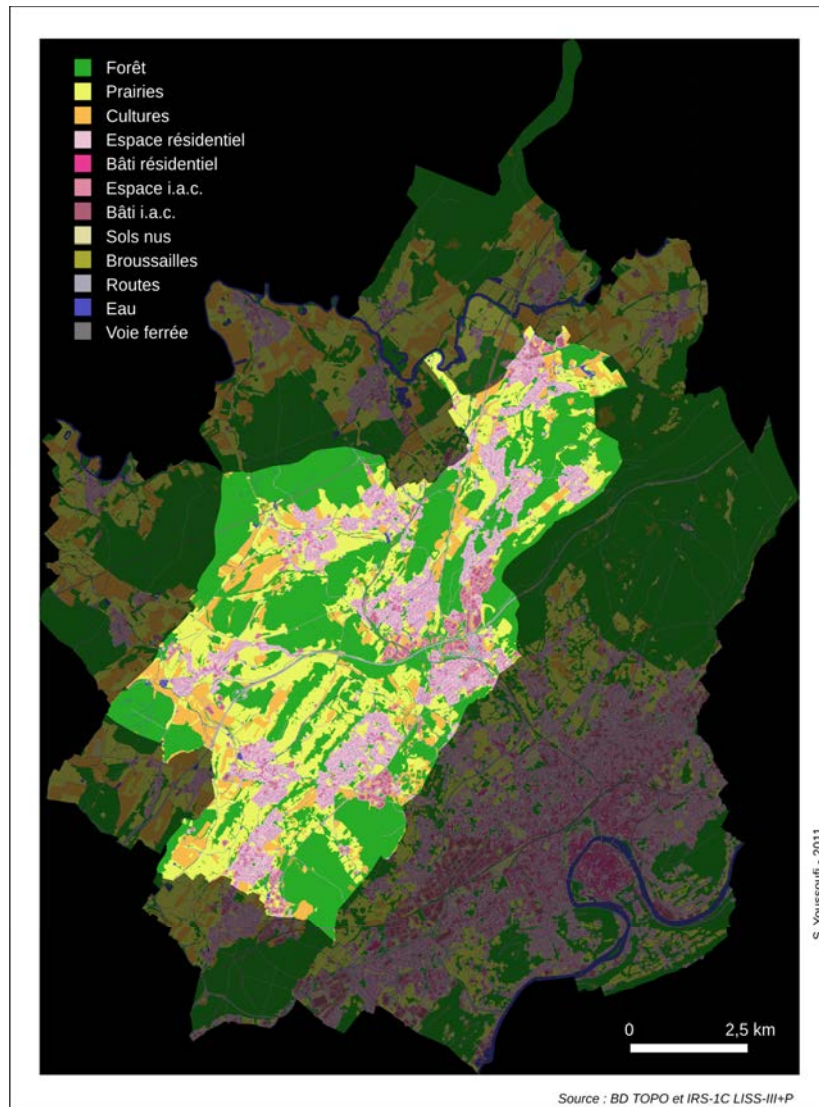 Forêt
Prairies
Cultures
Espace résidentiel
Bâti résidentiel
Espace i.a.c.
Bâti i.a.c.
Sols nus
Broussailles
Routes
Eau
Voie ferrée
S. Youssoufi - 2011
0 2,5 km
Source : BD TOPO et IRS-1C LISS-III+P